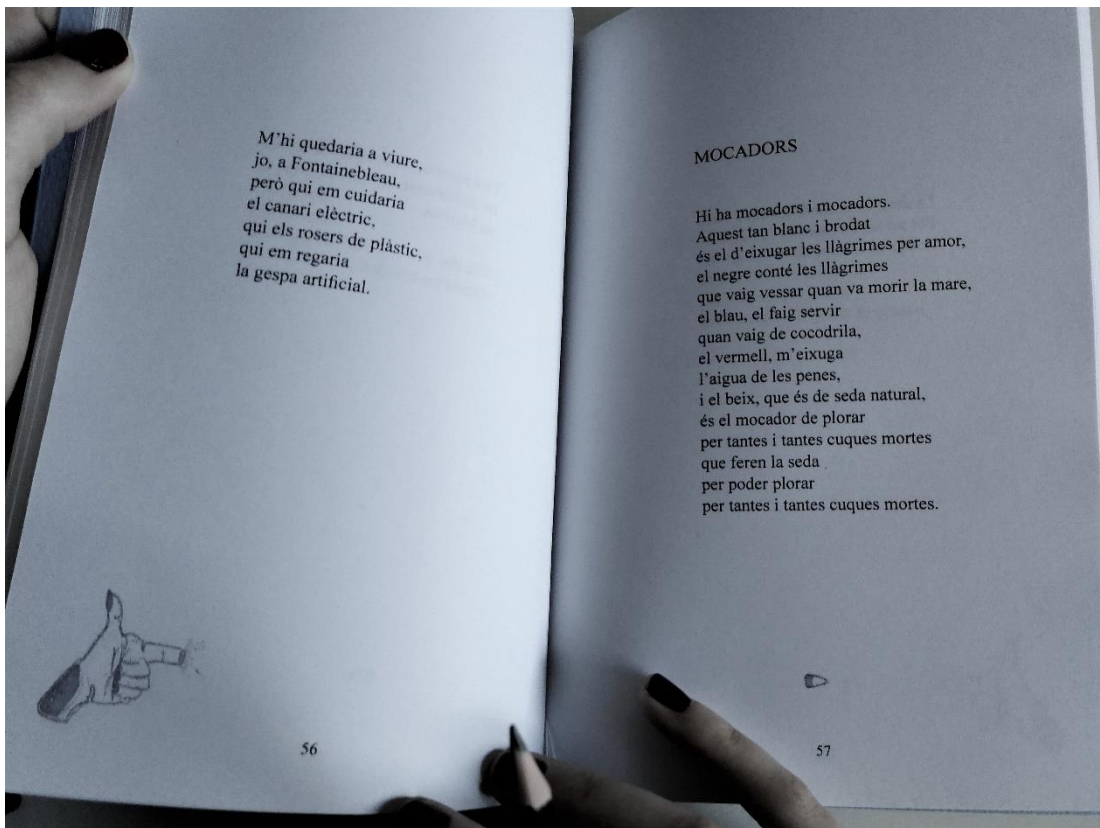 M'hi quedaria a viure,
jo, a Fontainebleau,
però qui em cuidaria
el canari elèctric,
qui els rosers de plàstic,
qui em regaria
la gespa artificial.
56
MOCADORS
Hi ha mocadors i mocadors.
Aquest tan blanc i brodat
és el d'eixugar les llàgrimes per amor,
el negre conté les llàgrimes
que vaig vessar quan va morir la mare,
el blau, el faig servir
quan vaig de cocodrila,
el vermell, m'eixuga
l'aigua de les penes,
i el beix, que és de seda natural,
és el mocador de plorar
per tantes i tantes cuques mortes
que feren la seda
per poder plorar
per tantes i tantes cuques mortes.
57